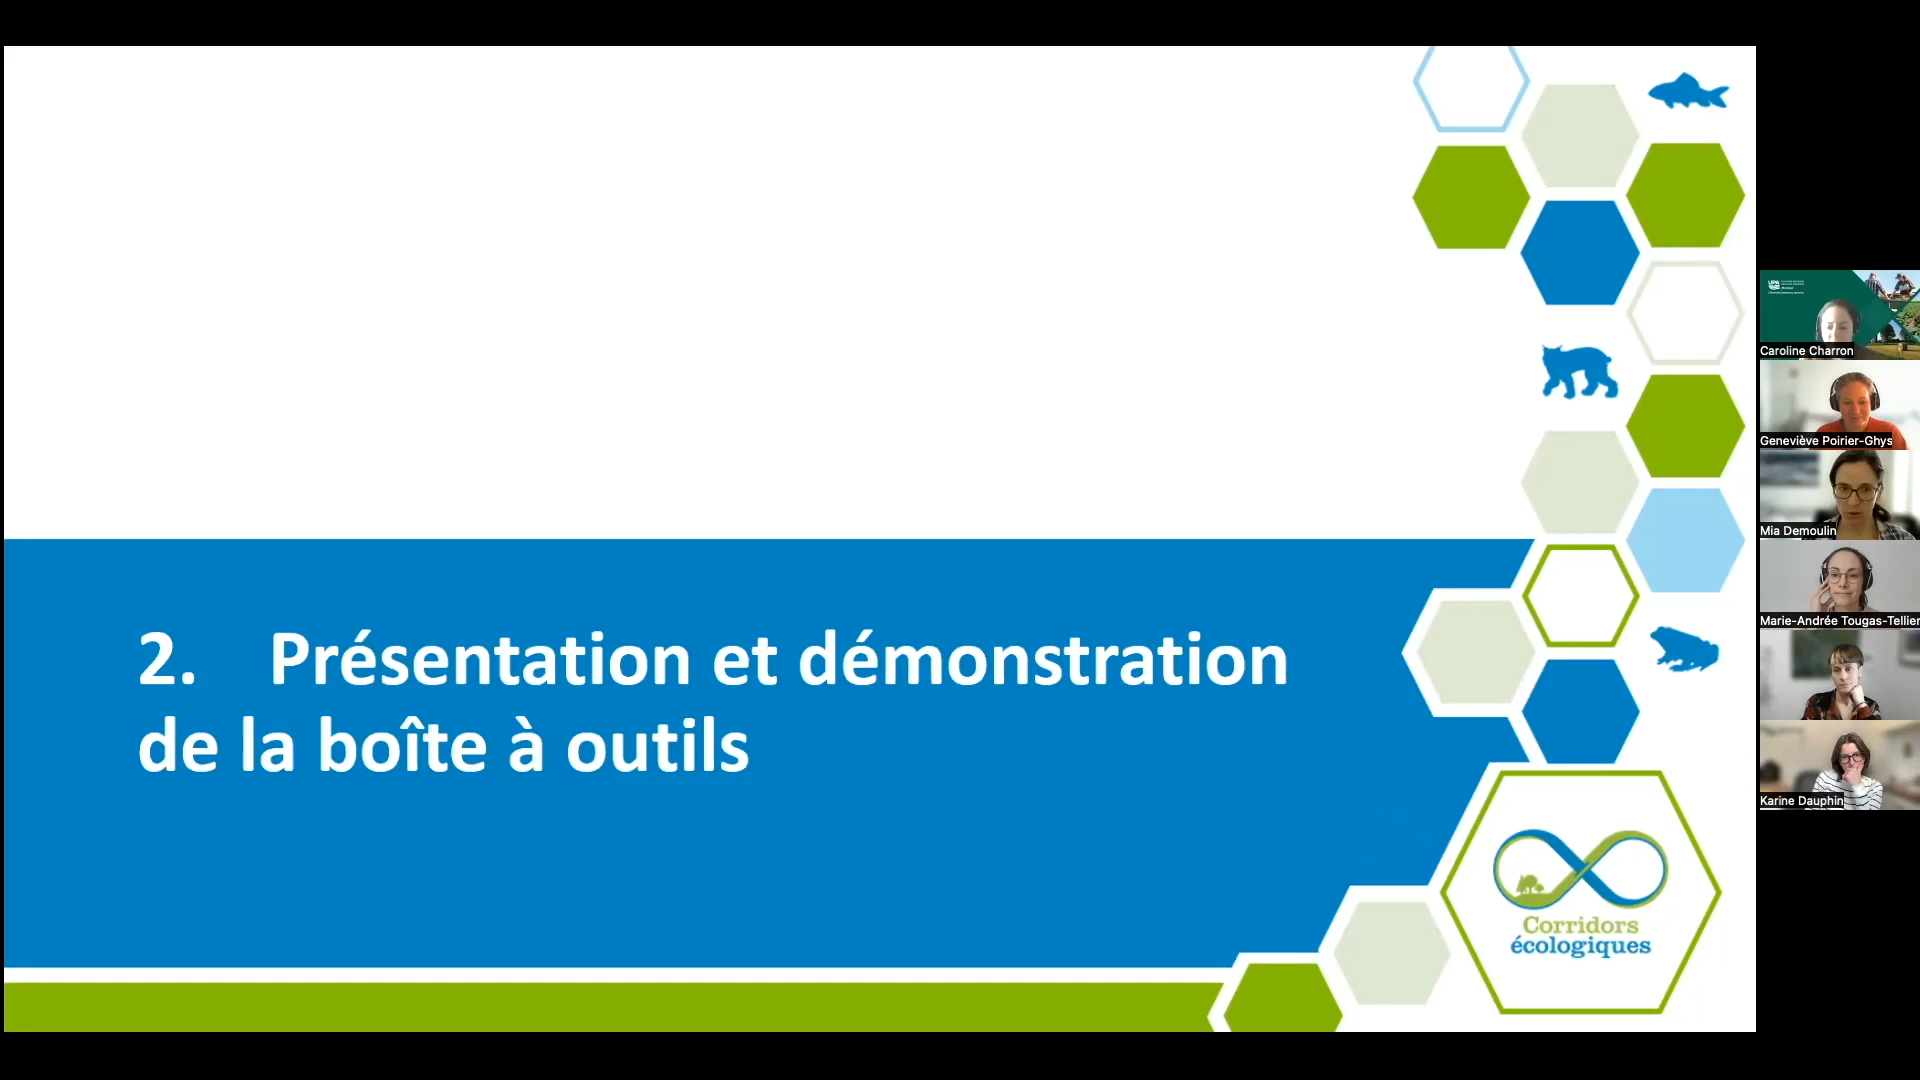 2. Présentation et démonstration
de la boîte à outils
Corridors
écologiques
UPA
Caroline Charron
Geneviève Poirier-Ghys
Mia Demoulin
Marie-Andrée Tougas-Tellier
Karine Dauphin